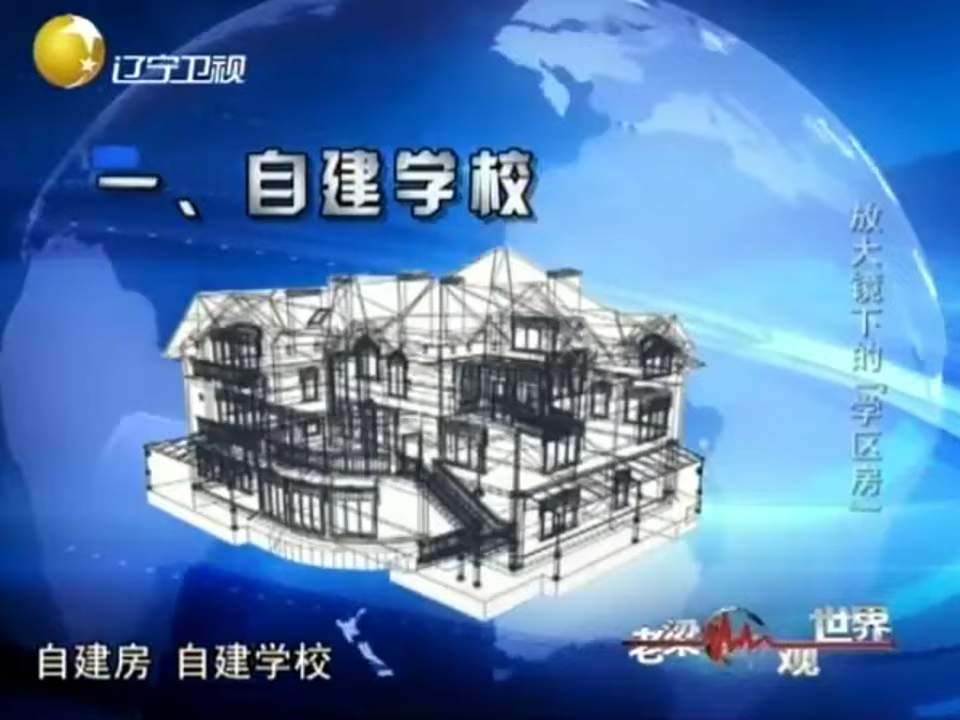 辽宁卫视
一、自建学校
放大镜下的「学区房」
自建房 自建学校
老梁观世界